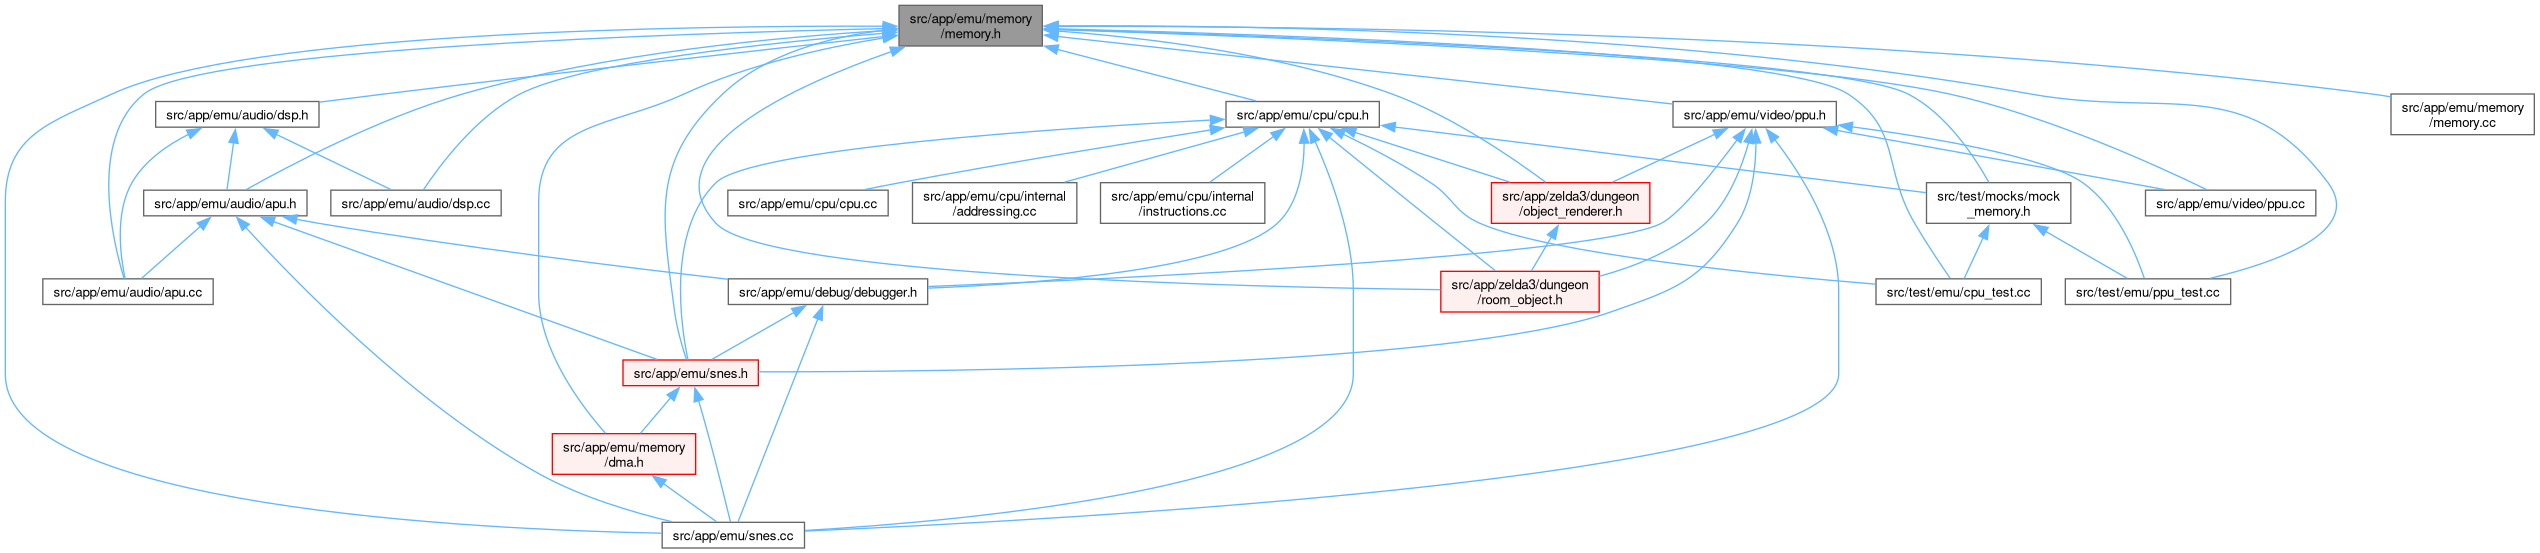 src/app/emu/memory
/memory.h
src/app/emu/audio/dsp.h
src/app/emu/cpu/cpu.h
src/app/emu/video/ppu.h
src/app/emu/memory
/memory.cc
src/app/emu/audio/apu.h
src/app/emu/audio/dsp.cc
src/app/emu/cpu/cpu.cc
src/app/emu/cpu/internal
/addressing.cc
src/app/emu/cpu/internal
/instructions.cc
src/app/zelda3/dungeon
/object_renderer.h
src/test/mocks/mock
_memory.h
src/app/emu/video/ppu.cc
src/app/emu/audio/apu.cc
src/app/emu/debug/debugger.h
src/app/zelda3/dungeon
/room_object.h
src/test/emu/cpu_test.cc
src/test/emu/ppu_test.cc
src/app/emu/snes.h
src/app/emu/memory
/dma.h
src/app/emu/snes.cc